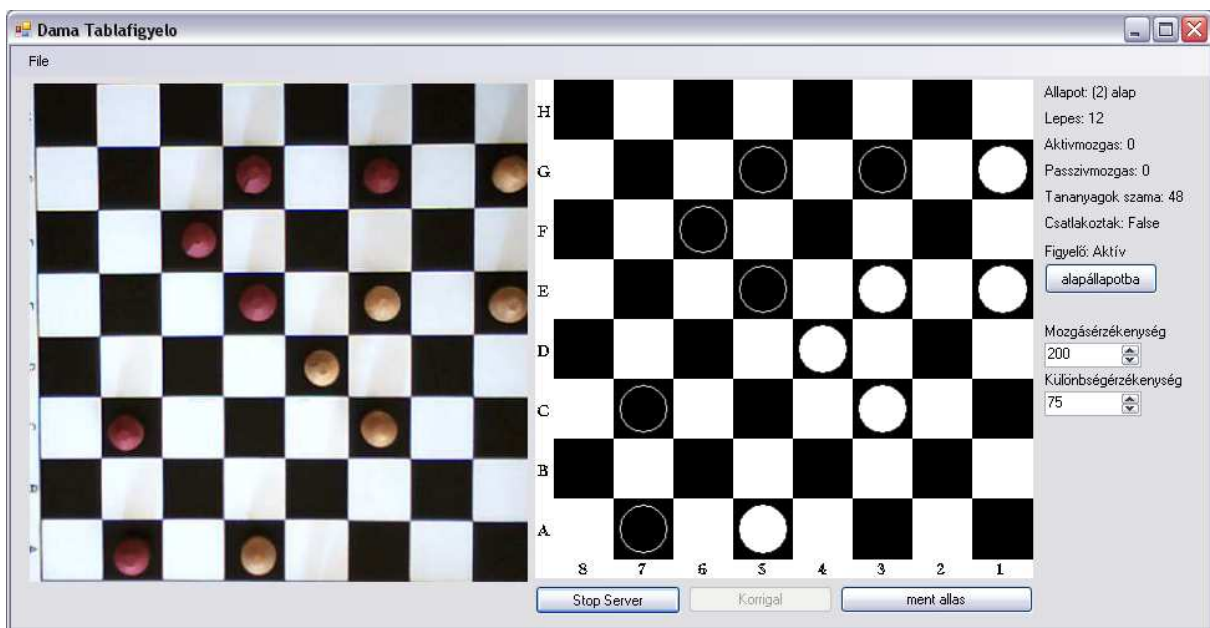 Dama Tablafigyelo
File
H
G
F
E
D
C
B
A
8 7 6 5 4 3 2 1
Allapot: (2) alap
Lepes: 12
Aktivmozgas: 0
Passzivmozgas: 0
Tananyagok szama: 48
Csatlakoztak: False
Figyelő: Aktív
alapállapotba
Mozgásérzékenység
200
Különbségérzékenység
75
Stop Server
Korrigal
ment allas